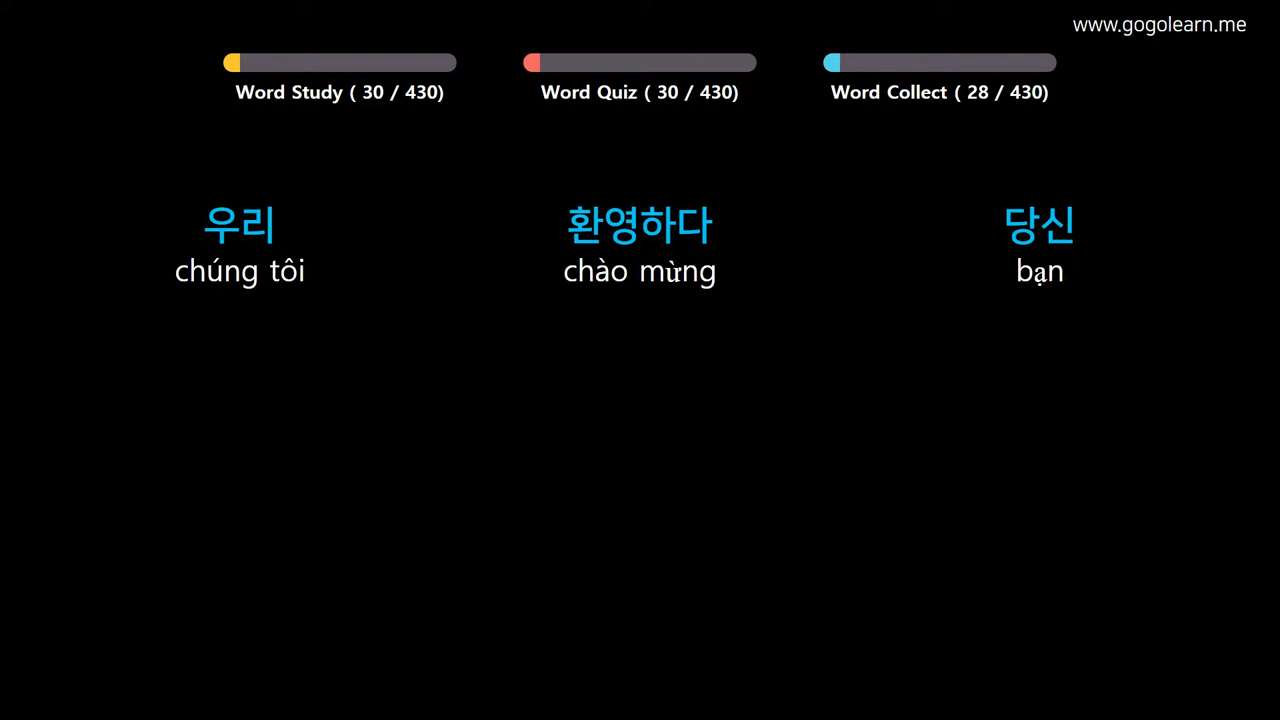 www.gogolearn.me
Word Study ( 30 / 430)
Word Quiz ( 30 / 430)
Word Collect ( 28 / 430)
우리
chúng tôi
환영하다
chào mừng
당신
bạn